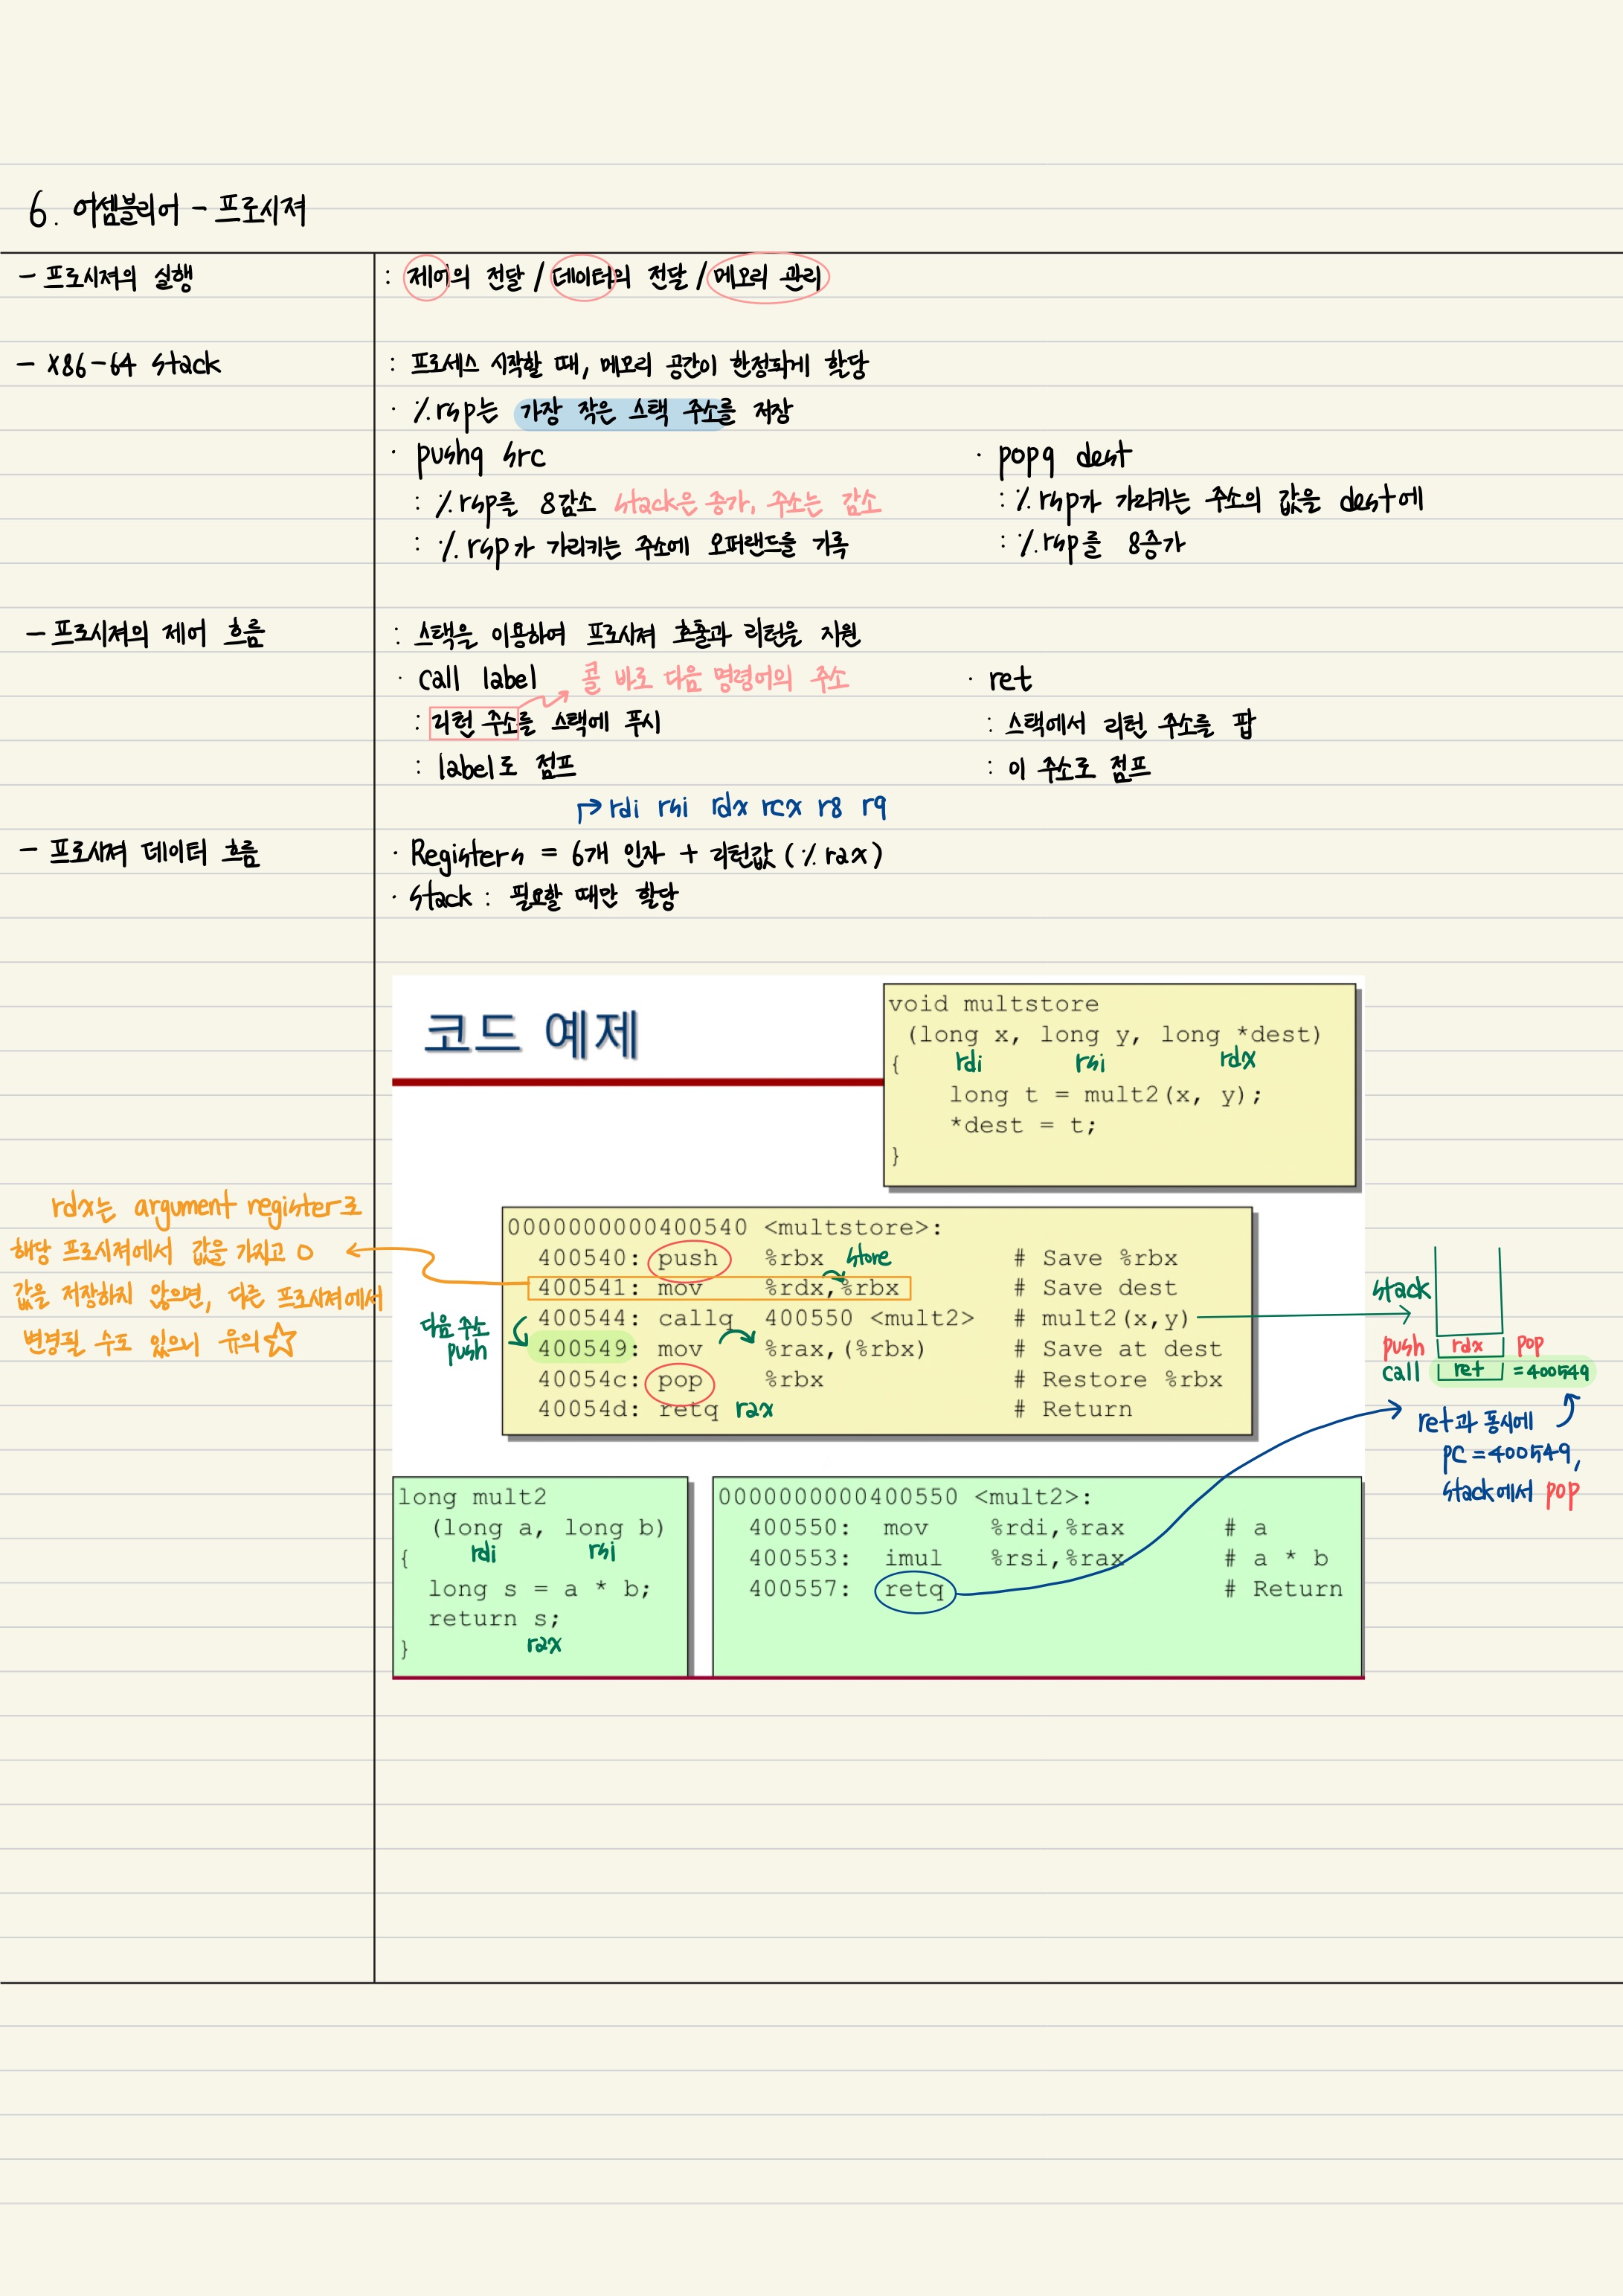 6. 어셈블리어 - 프로시져
- 프로시져의 실행
: 제어의 전달 / 데이터의 전달 / 메모리 관리
- X86-64 stack
: 프로세스 시작할 때, 메모리 공간이 한정되게 할당
· %rsp는 가장 작은 스택 주소를 저장
· pushq src
: %rsp를 8감소 stack은 증가, 주소는 감소
: %rsp가 가리키는 주소에 오퍼랜드를 기록
· popq dest
: %rsp가 가리키는 주소의 값을 dest에
: %rsp를 8증가
- 프로시져의 제어 흐름
: 스택을 이용하여 프로시져 호출과 리턴을 지원
· call label 콜 바로 다음 명령어의 주소
: 리턴 주소를 스택에 푸시
: label로 점프
· ret
: 스택에서 리턴 주소를 팝
: 이 주소로 점프
rdi rsi rdx rcx r8 r9
- 프로시져 데이터 흐름
· Registers = 6개 인자 + 리턴값 (%rax)
· stack : 필요할 때만 할당
코드 예제
void multstore
(long x, long y, long *dest)
{ rdi rsi rdx
long t = mult2(x, y);
*dest = t;
}
rdx는 argument register로
해당 프로시져에서 값을 가지고 O
값을 저장하지 않으면, 다른 프로시져에서
변경될 수도 있으니 유의☆
0000000000400540 <multstore>:
400540: push %rbx store # Save %rbx
400541: mov %rdx,%rbx # Save dest
400544: callq 400550 <mult2> # mult2(x,y)
400549: mov %rax,(%rbx) # Save at dest
40054c: pop %rbx # Restore %rbx
40054d: retq rax # Return
다음 주소
push
stack
push rdx pop
call ret =400549
ret과 동시에
PC=400549,
stack에서 pop
long mult2
(long a, long b)
{ rdi rsi
long s = a * b;
return s;
} rax
0000000000400550 <mult2>:
400550: mov %rdi,%rax # a
400553: imul %rsi,%rax # a * b
400557: retq # Return